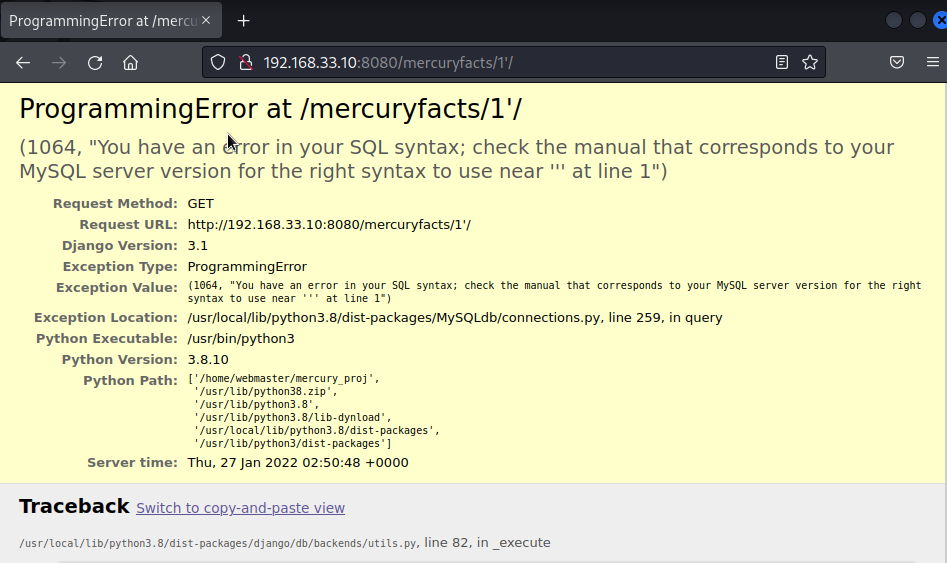 ProgrammingError at /mercu
192.168.33.10:8080/mercuryfacts/1'/
ProgrammingError at /mercuryfacts/1'/
(1064, "You have an error in your SQL syntax; check the manual that corresponds to your
MySQL server version for the right syntax to use near ''' at line 1")
Request Method: GET
Request URL: http://192.168.33.10:8080/mercuryfacts/1'/
Django Version: 3.1
Exception Type: ProgrammingError
Exception Value: (1064, "You have an error in your SQL syntax; check the manual that corresponds to your MySQL server version for the right
syntax to use near ''' at line 1")
Exception Location: /usr/local/lib/python3.8/dist-packages/MySQLdb/connections.py, line 259, in query
Python Executable: /usr/bin/python3
Python Version: 3.8.10
Python Path: ['/home/webmaster/mercury_proj',
'/usr/lib/python38.zip',
'/usr/lib/python3.8',
'/usr/lib/python3.8/lib-dynload',
'/usr/local/lib/python3.8/dist-packages',
'/usr/lib/python3/dist-packages']
Server time: Thu, 27 Jan 2022 02:50:48 +0000
Traceback Switch to copy-and-paste view
/usr/local/lib/python3.8/dist-packages/django/db/backends/utils.py, line 82, in _execute